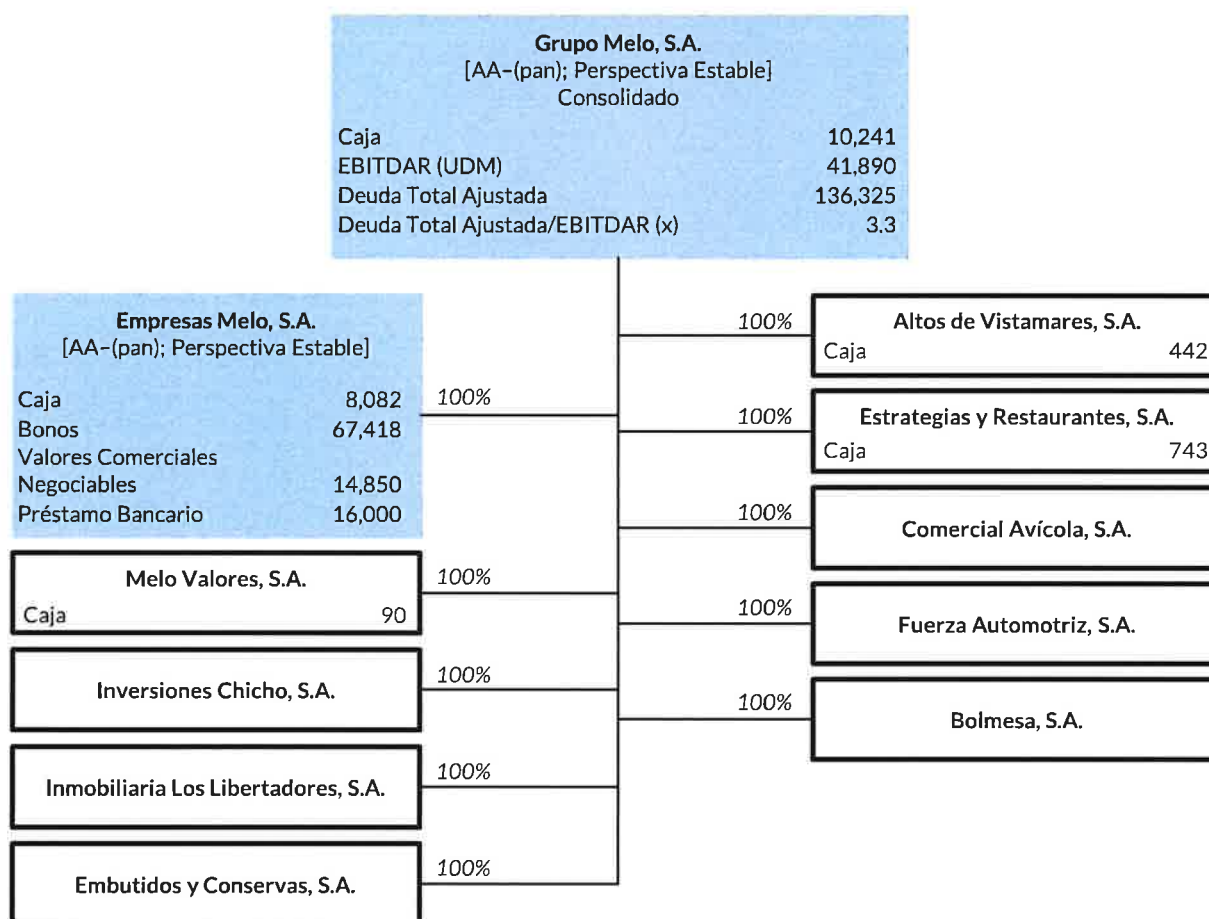 Grupo Melo, S.A.
[AA–(pan); Perspectiva Estable]
Consolidado
Caja 10,241
EBITDAR (UDM) 41,890
Deuda Total Ajustada 136,325
Deuda Total Ajustada/EBITDAR (x) 3.3
Empresas Melo, S.A.
[AA–(pan); Perspectiva Estable]
Caja 8,082
Bonos 67,418
Valores Comerciales
Negociables 14,850
Préstamo Bancario 16,000
100%
Melo Valores, S.A.
Caja 90
100%
Inversiones Chicho, S.A.
100%
Inmobiliaria Los Libertadores, S.A.
100%
Embutidos y Conservas, S.A.
100%
100%
Altos de Vistamares, S.A.
Caja 442
100%
Estrategias y Restaurantes, S.A.
Caja 743
100%
Comercial Avícola, S.A.
100%
Fuerza Automotriz, S.A.
100%
Bolmesa, S.A.